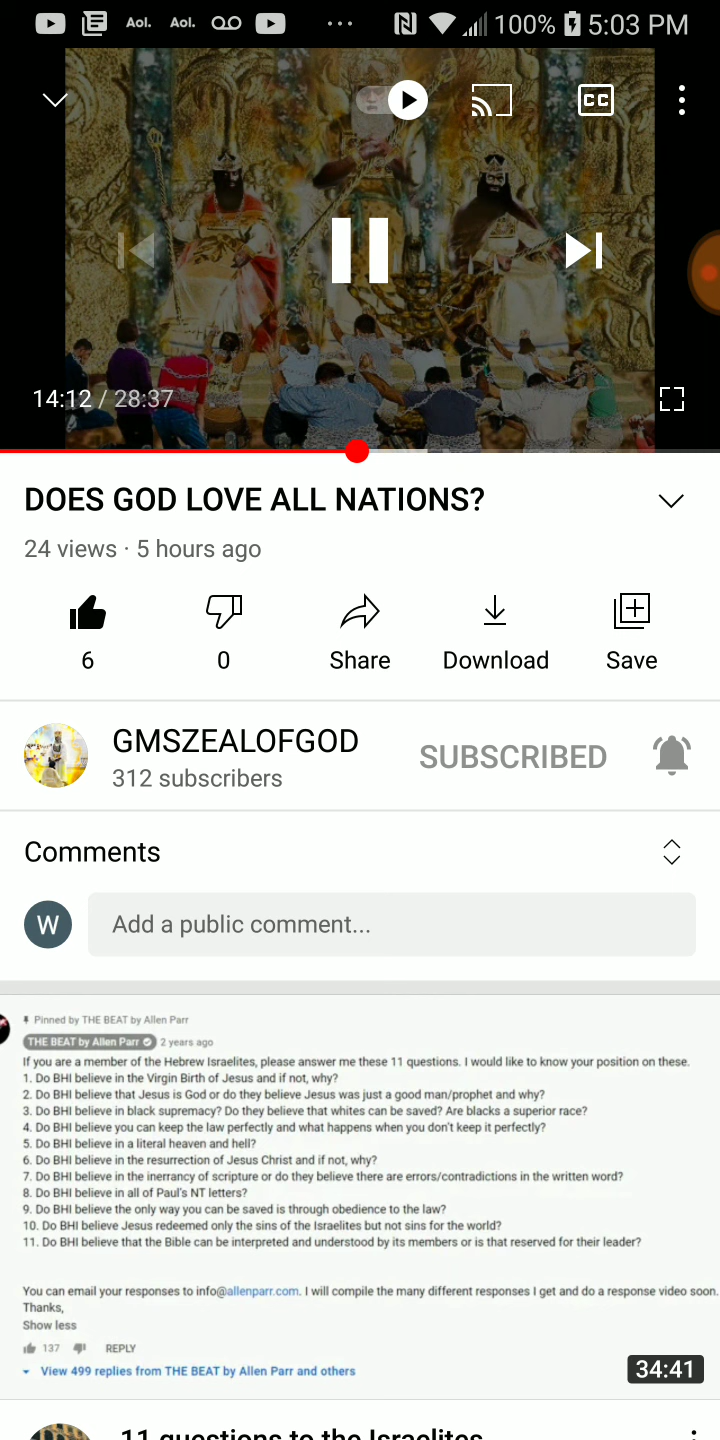 Aol. Aol. 100% 5:03 PM
CC
14:12 / 28:37
DOES GOD LOVE ALL NATIONS?
24 views · 5 hours ago
6 0 Share Download Save
GMSZEALOFGOD
312 subscribers
SUBSCRIBED
Comments
W Add a public comment...
Pinned by THE BEAT by Allen Parr
THE BEAT by Allen Parr 2 years ago
If you are a member of the Hebrew Israelites, please answer me these 11 questions. I would like to know your position on these.
1. Do BHI believe in the Virgin Birth of Jesus and if not, why?
2. Do BHI believe that Jesus is God or do they believe Jesus was just a good man/prophet and why?
3. Do BHI believe in black supremacy? Do they believe that whites can be saved? Are blacks a superior race?
4. Do BHI believe you can keep the law perfectly and what happens when you don't keep it perfectly?
5. Do BHI believe in a literal heaven and hell?
6. Do BHI believe in the resurrection of Jesus Christ and if not, why?
7. Do BHI believe in the inerrancy of scripture or do they believe there are errors/contradictions in the written word?
8. Do BHI believe in all of Paul's NT letters?
9. Do BHI believe the only way you can be saved is through obedience to the law?
10. Do BHI believe Jesus redeemed only the sins of the Israelites but not sins for the world?
11. Do BHI believe that the Bible can be interpreted and understood by its members or is that reserved for their leader?
You can email your responses to info@allenparr.com. I will compile the many different responses I get and do a response video soon.
Thanks,
Show less
137 REPLY
View 499 replies from THE BEAT by Allen Parr and others
34:41
11 questions to the Israelites